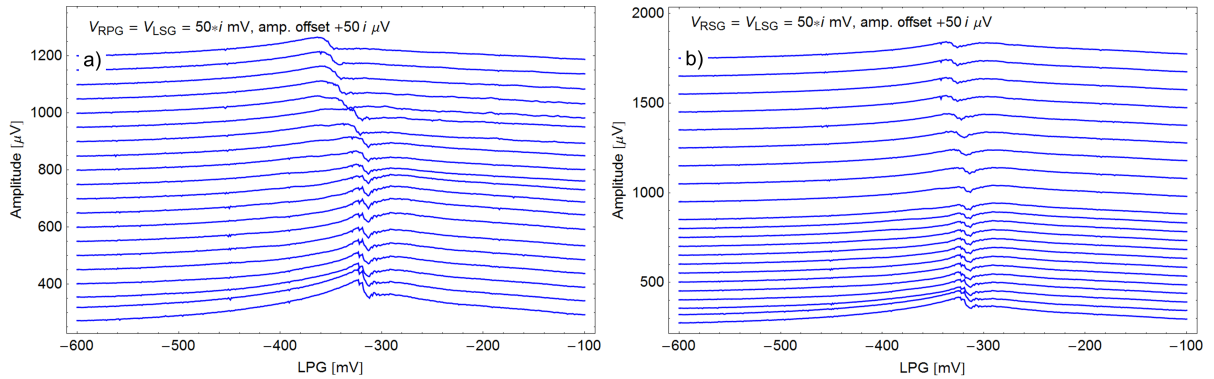 V_RPG = V_LSG = 50*i mV, amp. offset +50 i μV
a)
1200
1000
800
600
400
Amplitude [μV]
−600 −500 −400 −300 −200 −100
LPG [mV]
V_RSG = V_LSG = 50*i mV, amp. offset +50 i μV
b)
2000
1500
1000
500
Amplitude [μV]
−600 −500 −400 −300 −200 −100
LPG [mV]